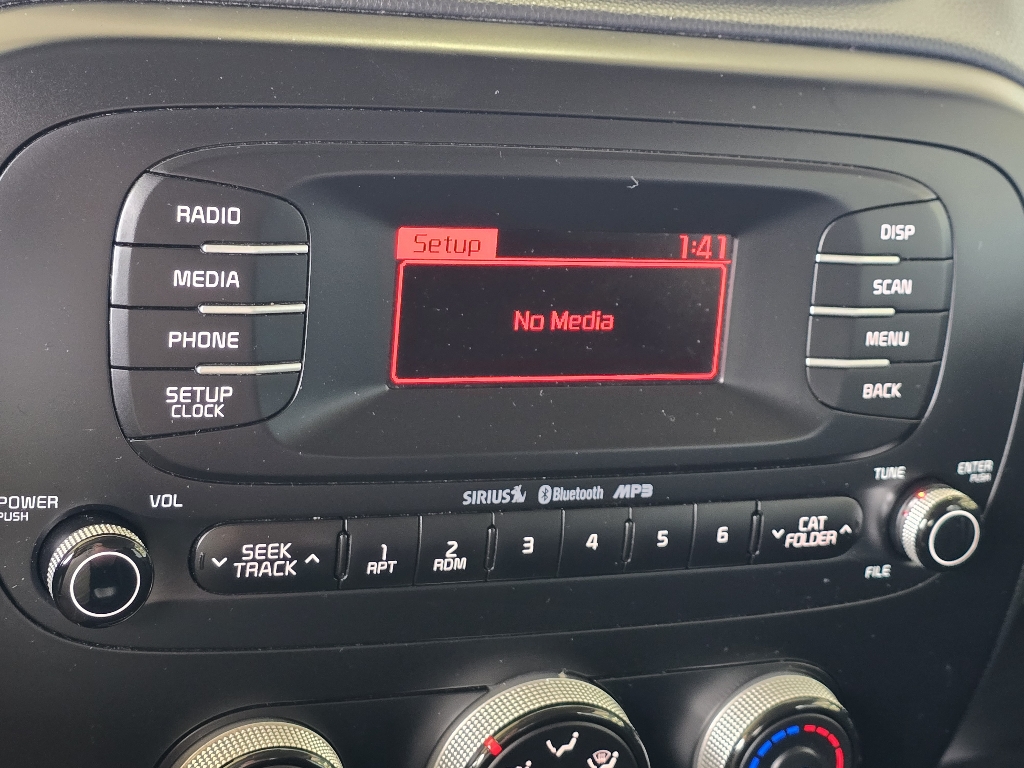 RADIO
MEDIA
PHONE
SETUP
CLOCK
Setup 1:41
No Media
DISP
SCAN
MENU
BACK
POWER
PUSH
VOL
SIRIUS Bluetooth MP3
TUNE
ENTER
PUSH
FILE
SEEK
TRACK
1
RPT
2
RDM
3
4
5
6
CAT
FOLDER